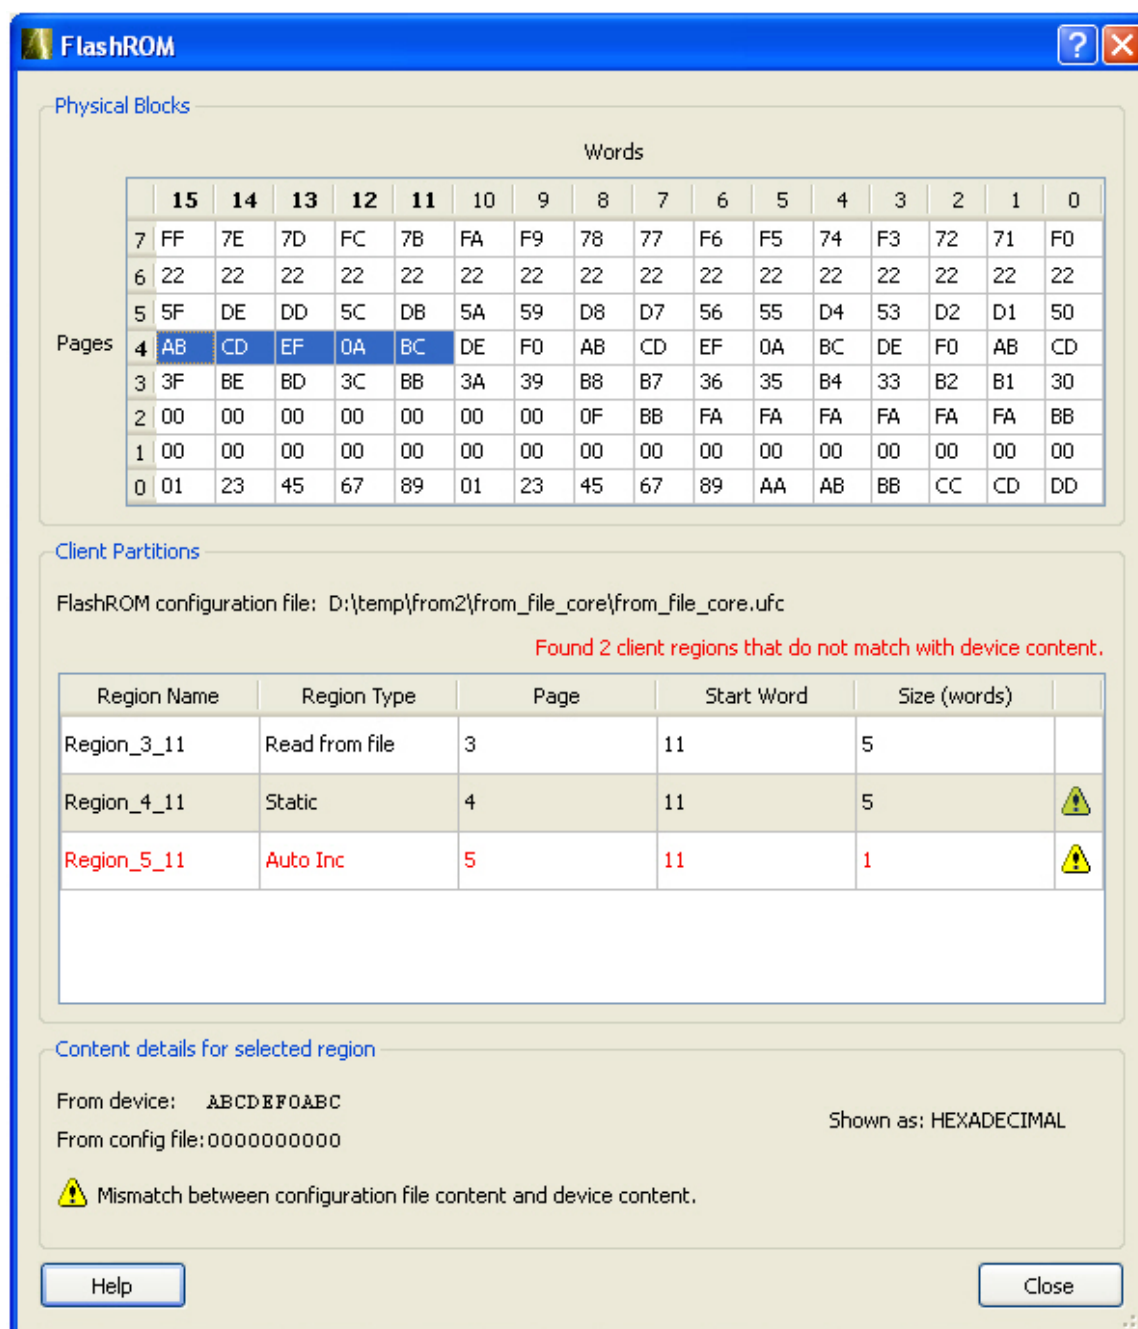 FlashROM
Physical Blocks
Words
15 14 13 12 11 10 9 8 7 6 5 4 3 2 1 0
7 FF 7E 7D FC 7B FA F9 78 77 F6 F5 74 F3 72 71 F0
6 22 22 22 22 22 22 22 22 22 22 22 22 22 22 22 22
5 5F DE DD 5C DB 5A 59 D8 D7 56 55 D4 53 D2 D1 50
Pages 4 AB CD EF 0A BC DE F0 AB CD EF 0A BC DE F0 AB CD
3 3F BE BD 3C BB 3A 39 B8 B7 36 35 B4 33 B2 B1 30
2 00 00 00 00 00 00 00 0F BB FA FA FA FA FA FA BB
1 00 00 00 00 00 00 00 00 00 00 00 00 00 00 00 00
0 01 23 45 67 89 01 23 45 67 89 AA AB BB CC CD DD
Client Partitions
FlashROM configuration file: D:\temp\from2\from_file_core\from_file_core.ufc
Found 2 client regions that do not match with device content.
Region Name Region Type Page Start Word Size (words)
Region_3_11 Read from file 3 11 5
Region_4_11 Static 4 11 5
Region_5_11 Auto Inc 5 11 1
Content details for selected region
From device: ABCDEF0ABC
From config file: 0000000000
Shown as: HEXADECIMAL
Mismatch between configuration file content and device content.
Help Close